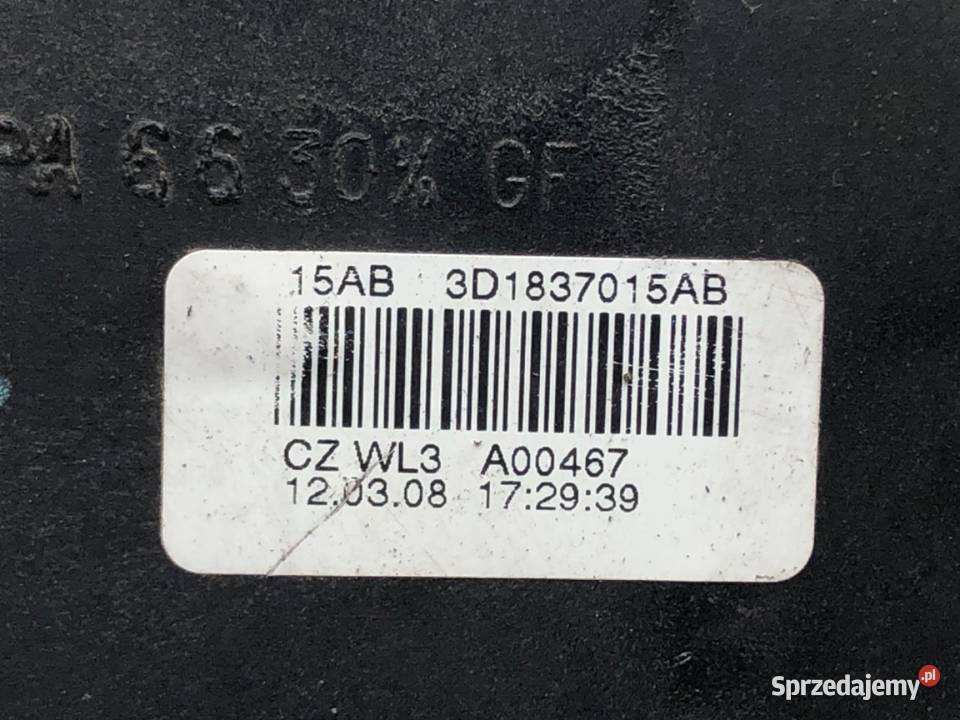 PA 66 30% GF
15AB 3D1837015AB
CZ WL3 A00467
12.03.08 17:29:39
Sprzedajemy.pl